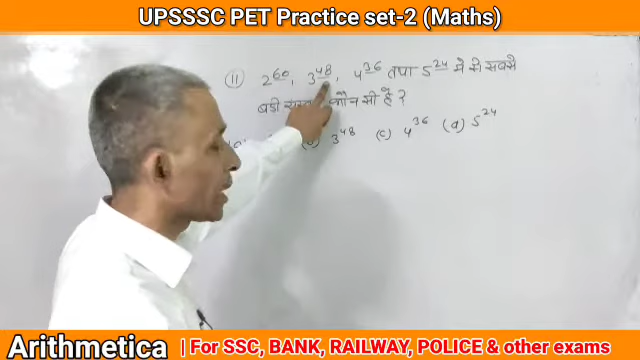 UPSSSC PET Practice set-2 (Maths)
(11) 2^60, 3^48, 4^36 तथा 5^24 में से सबसे
बड़ी कौन सी है ?
3^48 (c) 4^36 (d) 5^24
Arithmetica | For SSC, BANK, RAILWAY, POLICE & other exams